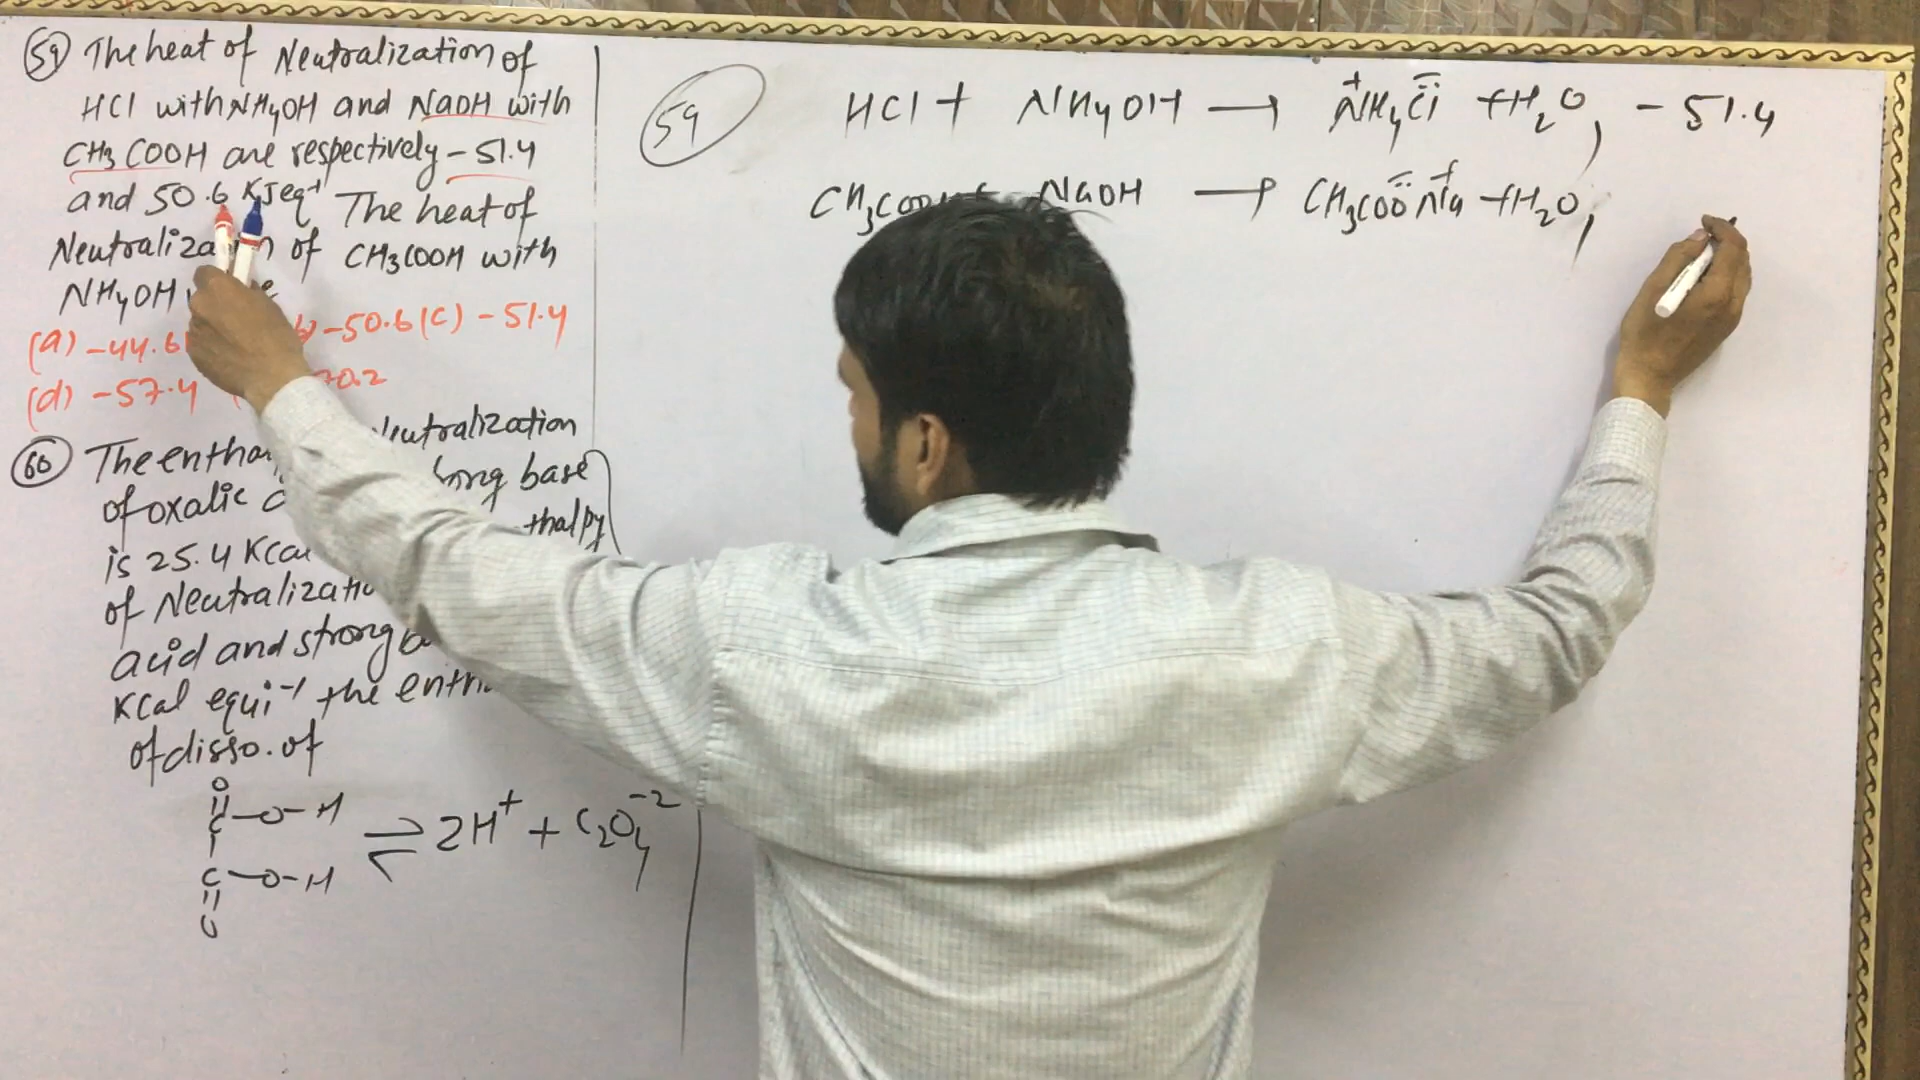 59 The heat of Neutralization of
HCl with NH4OH and NaOH with
CH3COOH are respectively -51.4
and 50.6 KJeq-1 The heat of
Neutraliza n of CH3COOH with
NH4OH
(a) -44.6 -50.6 (c) -51.4
(d) -57.4 70.2
60 The entha Neutralization
of oxalic base
is 25.4 Kcal thalpy
of Neutralizatio
acid and strong
Kcal equi-1 the enth
of disso. of
O
C-O-H ⇌ 2H+ + C2O4-2
C-O-H
O
59 HCl + NH4OH → NH4+Cl- + H2O, -51.4
CH3COO NaOH → CH3COO-Na+ + H2O,